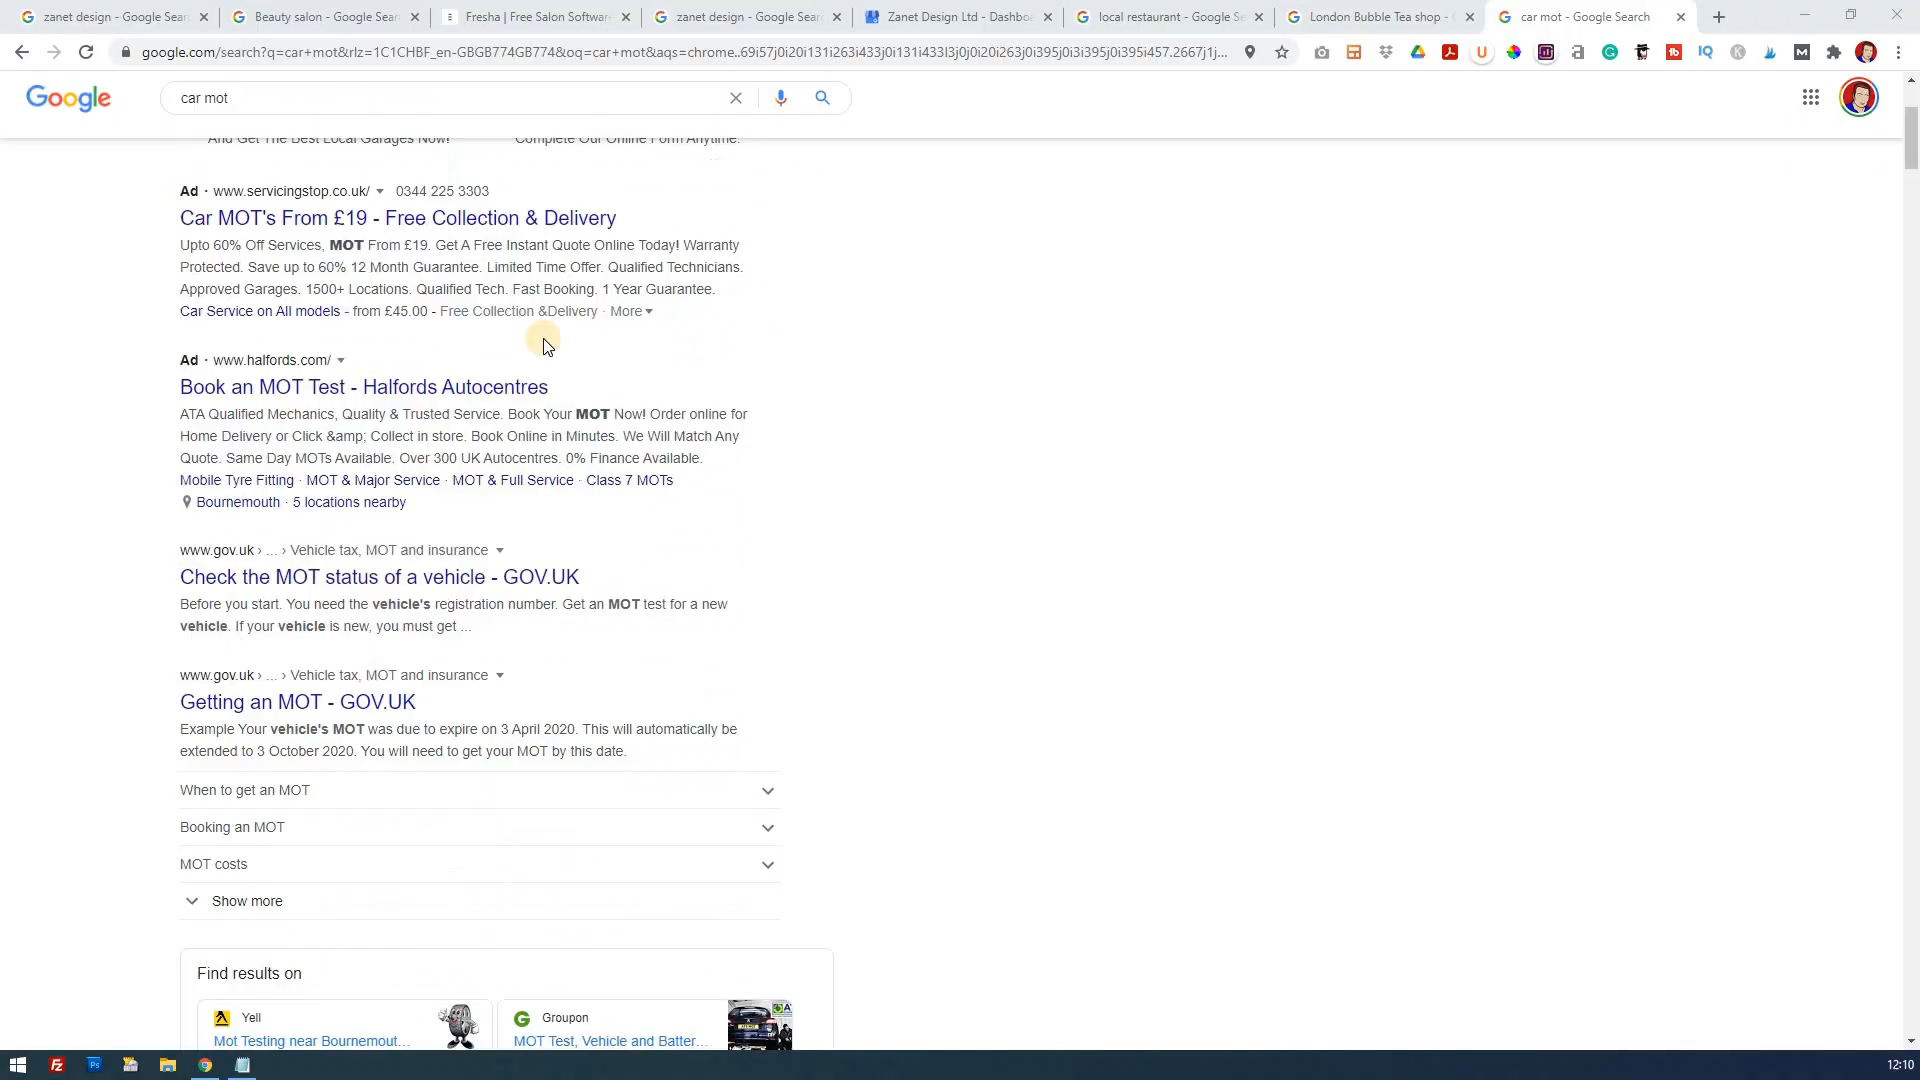 zanet design - Google Sear
Beauty salon - Google Sear
Fresha | Free Salon Software
zanet design - Google Searc
Zanet Design Ltd - Dashbo
local restaurant - Google Se
London Bubble Tea shop -
car mot - Google Search
google.com/search?q=car+mot&rlz=1C1CHBF_en-GBGB774GB774&oq=car+mot&aqs=chrome..69i57j0i20i131i263i433j0i131i433l3j0j0i20i263j0i395j0i3i395j0i395i457.2667j1j...
Google
car mot
And Get The Best Local Garages Now!
Complete Our Online Form Anytime.
Ad · www.servicingstop.co.uk/ 0344 225 3303
Car MOT's From £19 - Free Collection & Delivery
Upto 60% Off Services, MOT From £19. Get A Free Instant Quote Online Today! Warranty
Protected. Save up to 60% 12 Month Guarantee. Limited Time Offer. Qualified Technicians.
Approved Garages. 1500+ Locations. Qualified Tech. Fast Booking. 1 Year Guarantee.
Car Service on All models - from £45.00 - Free Collection &Delivery · More
Ad · www.halfords.com/
Book an MOT Test - Halfords Autocentres
ATA Qualified Mechanics, Quality & Trusted Service. Book Your MOT Now! Order online for
Home Delivery or Click &amp; Collect in store. Book Online in Minutes. We Will Match Any
Quote. Same Day MOTs Available. Over 300 UK Autocentres. 0% Finance Available.
Mobile Tyre Fitting · MOT & Major Service · MOT & Full Service · Class 7 MOTs
Bournemouth · 5 locations nearby
www.gov.uk › ... › Vehicle tax, MOT and insurance
Check the MOT status of a vehicle - GOV.UK
Before you start. You need the vehicle's registration number. Get an MOT test for a new
vehicle. If your vehicle is new, you must get ...
www.gov.uk › ... › Vehicle tax, MOT and insurance
Getting an MOT - GOV.UK
Example Your vehicle's MOT was due to expire on 3 April 2020. This will automatically be
extended to 3 October 2020. You will need to get your MOT by this date.
When to get an MOT
Booking an MOT
MOT costs
Show more
Find results on
Yell
Mot Testing near Bournemout...
Groupon
MOT Test, Vehicle and Batter...
12:10